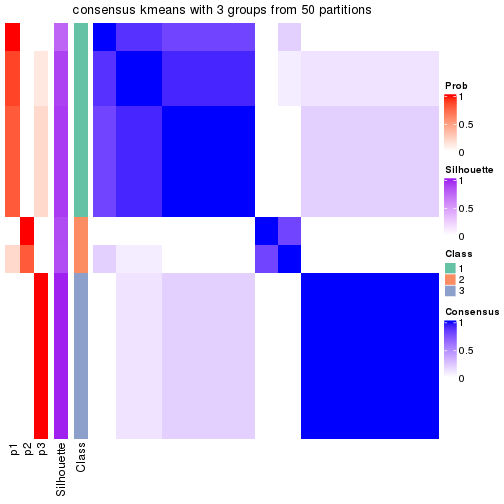 consensus kmeans with 3 groups from 50 partitions
Prob
1
0.5
0
Silhouette
1
0.5
0
Class
1
2
3
Consensus
1
0.5
0
p1
p2
p3
Silhouette
Class